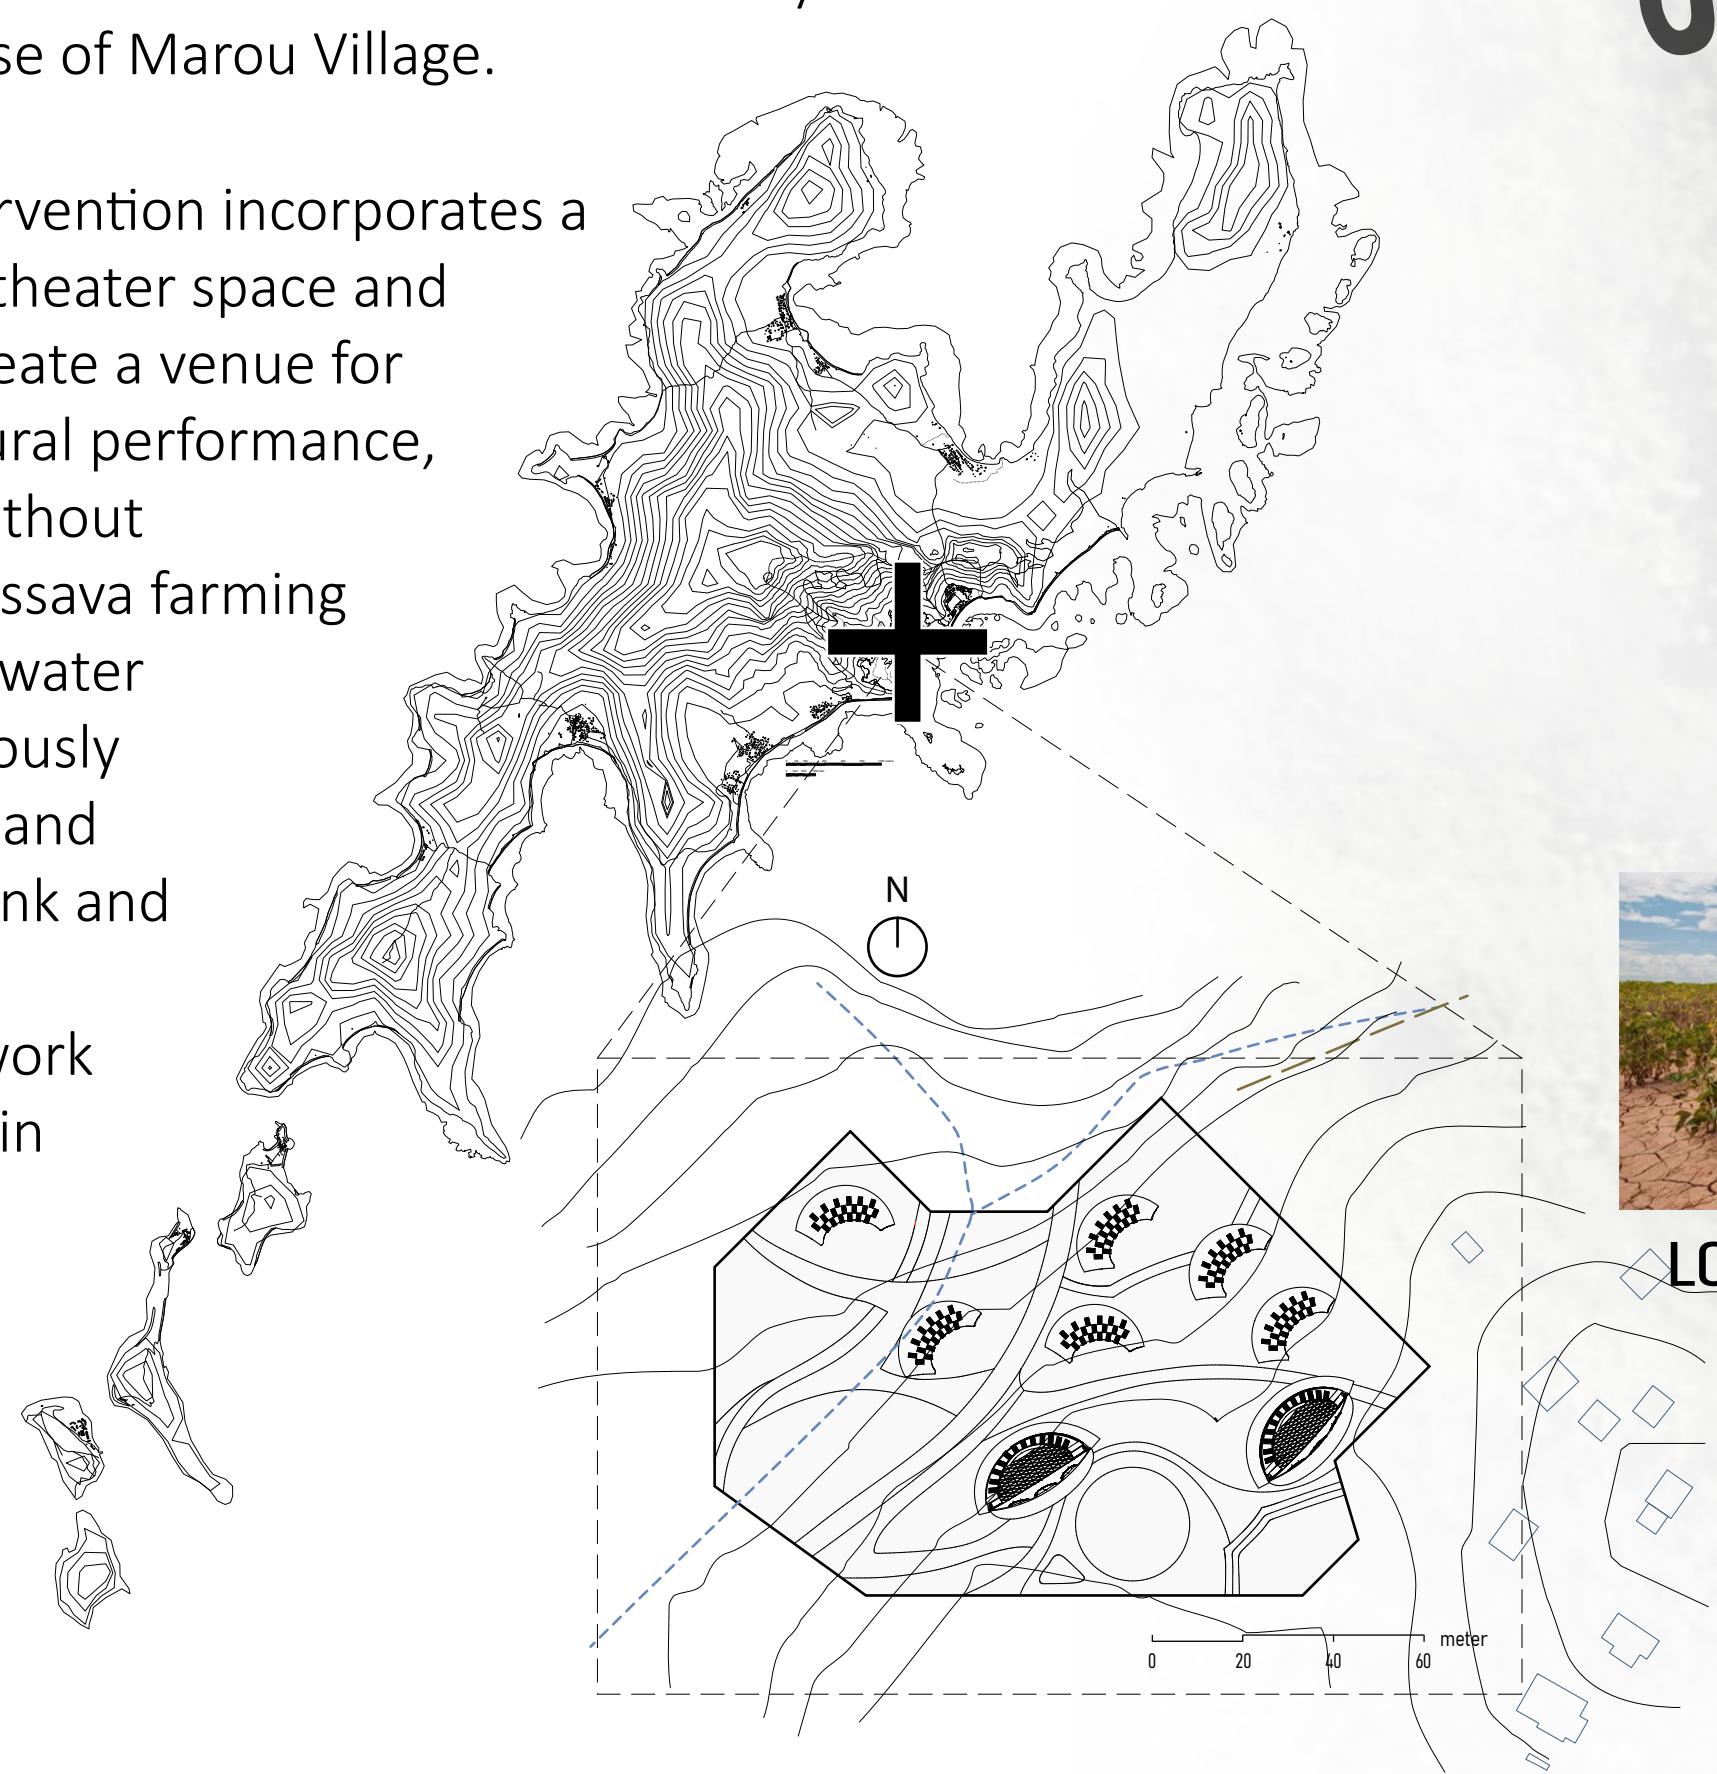 se of Marou Village.
rvention incorporates a
theater space and
eate a venue for
ural performance,
thout
ssava farming
water
ously
and
nk and
work
in
N
LO
meter
0 20 40 60